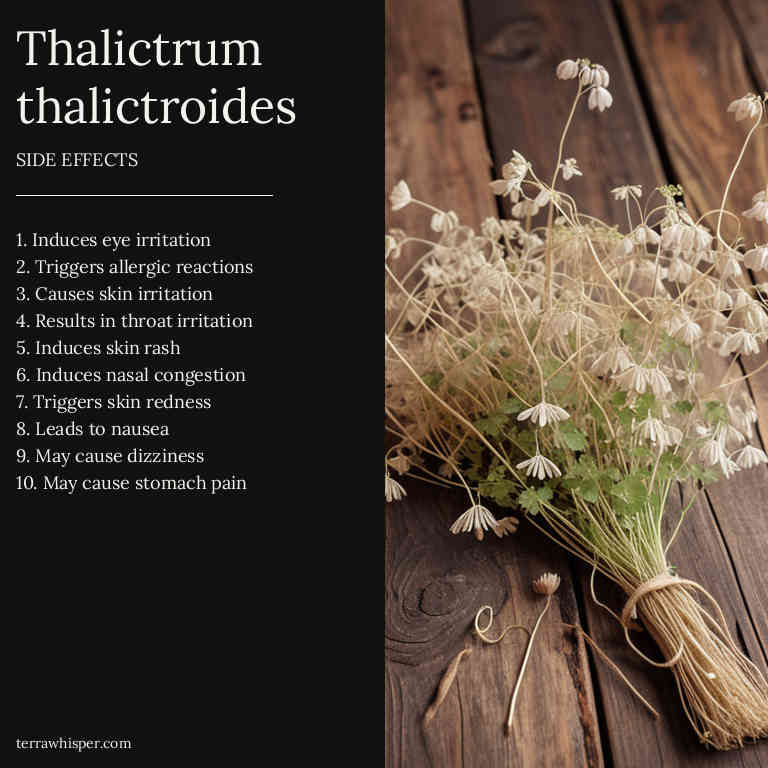 Thalictrum
thalictroides
SIDE EFFECTS
1. Induces eye irritation
2. Triggers allergic reactions
3. Causes skin irritation
4. Results in throat irritation
5. Induces skin rash
6. Induces nasal congestion
7. Triggers skin redness
8. Leads to nausea
9. May cause dizziness
10. May cause stomach pain
terrawhisper.com